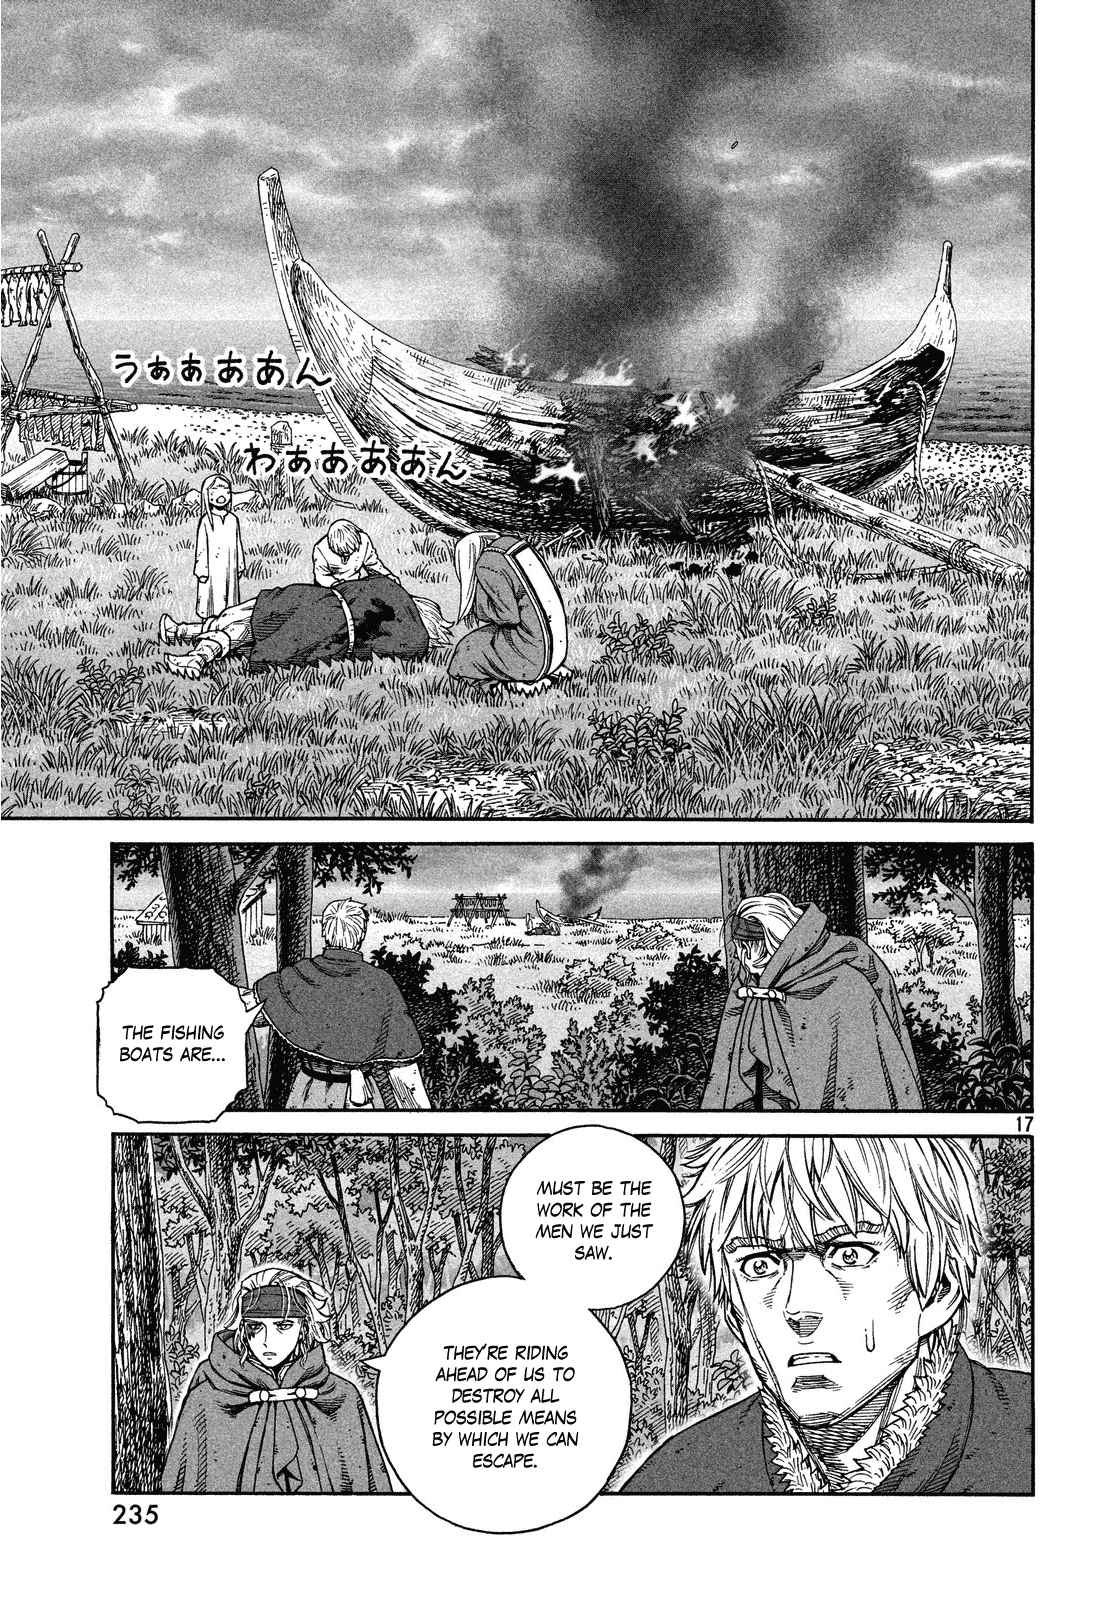 うぁぁぁぁあん
わぁぁぁぁあん
THE FISHING
BOATS ARE...
17
MUST BE THE
WORK OF THE
MEN WE JUST
SAW.
THEY'RE RIDING
AHEAD OF US TO
DESTROY ALL
POSSIBLE MEANS
BY WHICH WE CAN
ESCAPE.
235